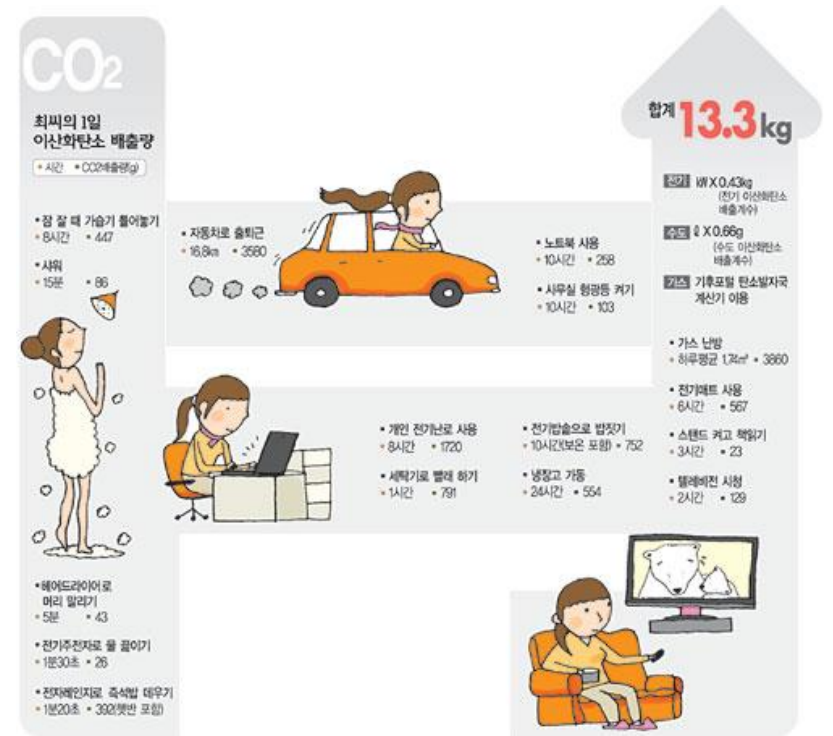 CO2
최씨의 1일
이산화탄소 배출량
• 시간 • CO2배출량(g)
• 잠 잘 때 가습기 틀어놓기
• 8시간 • 447
• 샤워
• 15분 • 86
• 헤어드라이어로
머리 말리기
• 5분 • 43
• 전기주전자로 물 끓이기
• 1분30초 • 26
• 전자레인지로 즉석밥 데우기
• 1분20초 • 392(햇반 포함)
• 자동차로 출퇴근
• 16.8km • 3580
• 노트북 사용
• 10시간 • 258
• 사무실 형광등 켜기
• 10시간 • 103
• 개인 전기난로 사용
• 8시간 • 1720
• 세탁기로 빨래 하기
• 1시간 • 791
• 전기밥솥으로 밥짓기
• 10시간(보온 포함) • 752
• 냉장고 가동
• 24시간 • 554
합계 13.3kg
전기 kW X 0.43kg
(전기 이산화탄소
배출계수)
수도 ℓ X 0.66g
(수도 이산화탄소
배출계수)
가스 기후포털 탄소발자국
계산기 이용
• 가스 난방
• 하루평균 1.74㎥ • 3860
• 전기매트 사용
• 6시간 • 567
• 스탠드 켜고 책읽기
• 3시간 • 23
• 텔레비전 시청
• 2시간 • 129